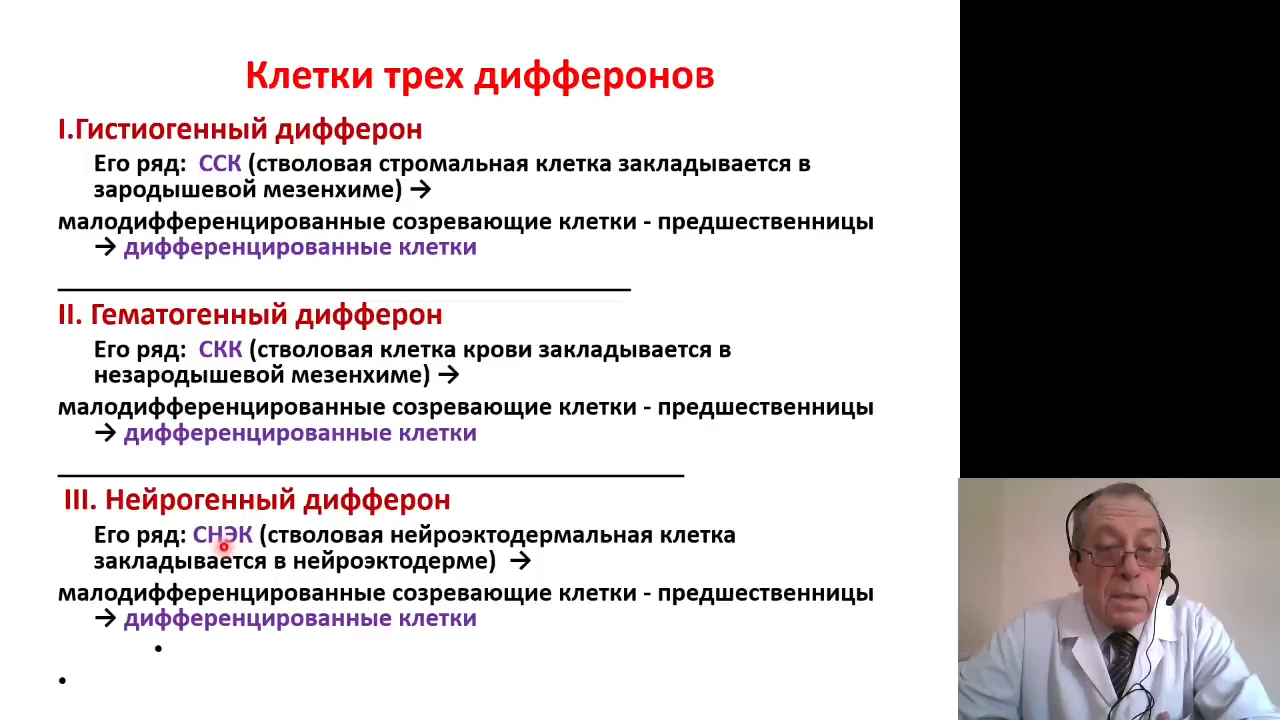 Клетки трех дифферонов
I.Гистиогенный дифферон
Его ряд: ССК (стволовая стромальная клетка закладывается в
зародышевой мезенхиме) →
малодифференцированные созревающие клетки - предшественницы
→ дифференцированные клетки
II. Гематогенный дифферон
Его ряд: СКК (стволовая клетка крови закладывается в
незародышевой мезенхиме) →
малодифференцированные созревающие клетки - предшественницы
→ дифференцированные клетки
III. Нейрогенный дифферон
Его ряд: СНЭК (стволовая нейроэктодермальная клетка
закладывается в нейроэктодерме) →
малодифференцированные созревающие клетки - предшественницы
→ дифференцированные клетки